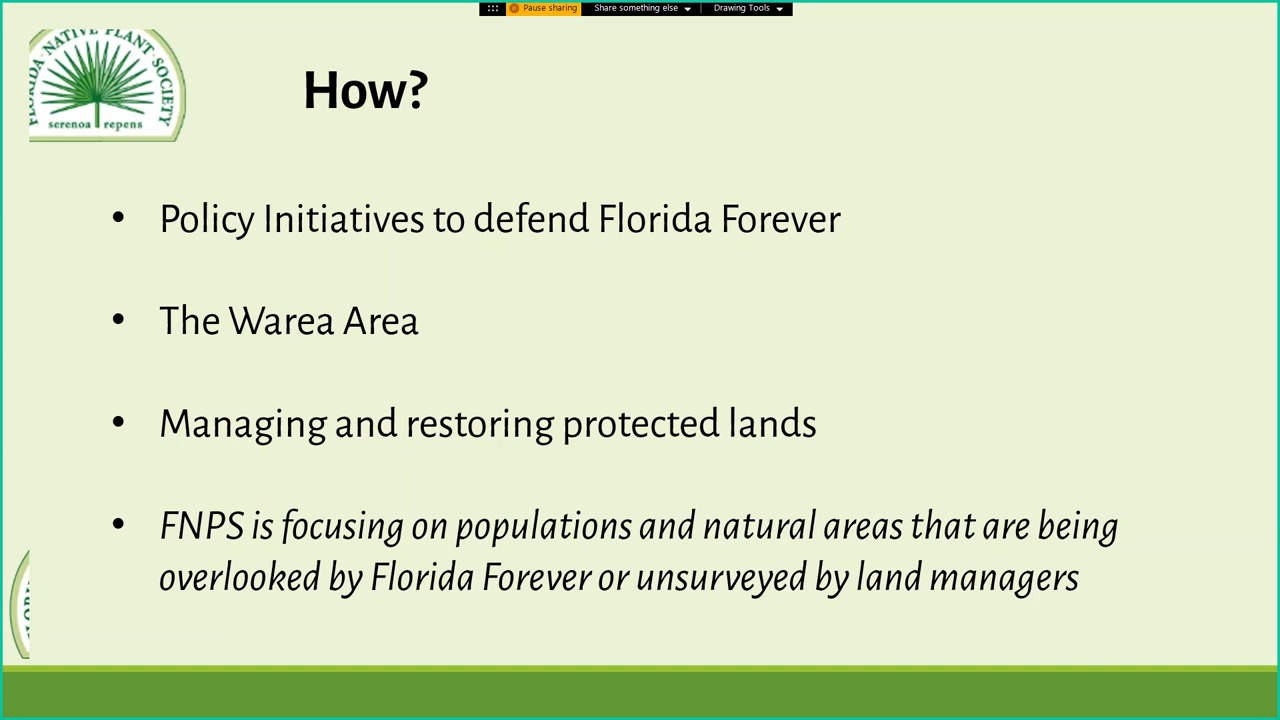 Pause sharing
Share something else
Drawing Tools
FLORIDA · NATIVE PLANT · SOCIETY
serenoa repens
How?
• Policy Initiatives to defend Florida Forever
• The Warea Area
• Managing and restoring protected lands
• FNPS is focusing on populations and natural areas that are being
overlooked by Florida Forever or unsurveyed by land managers